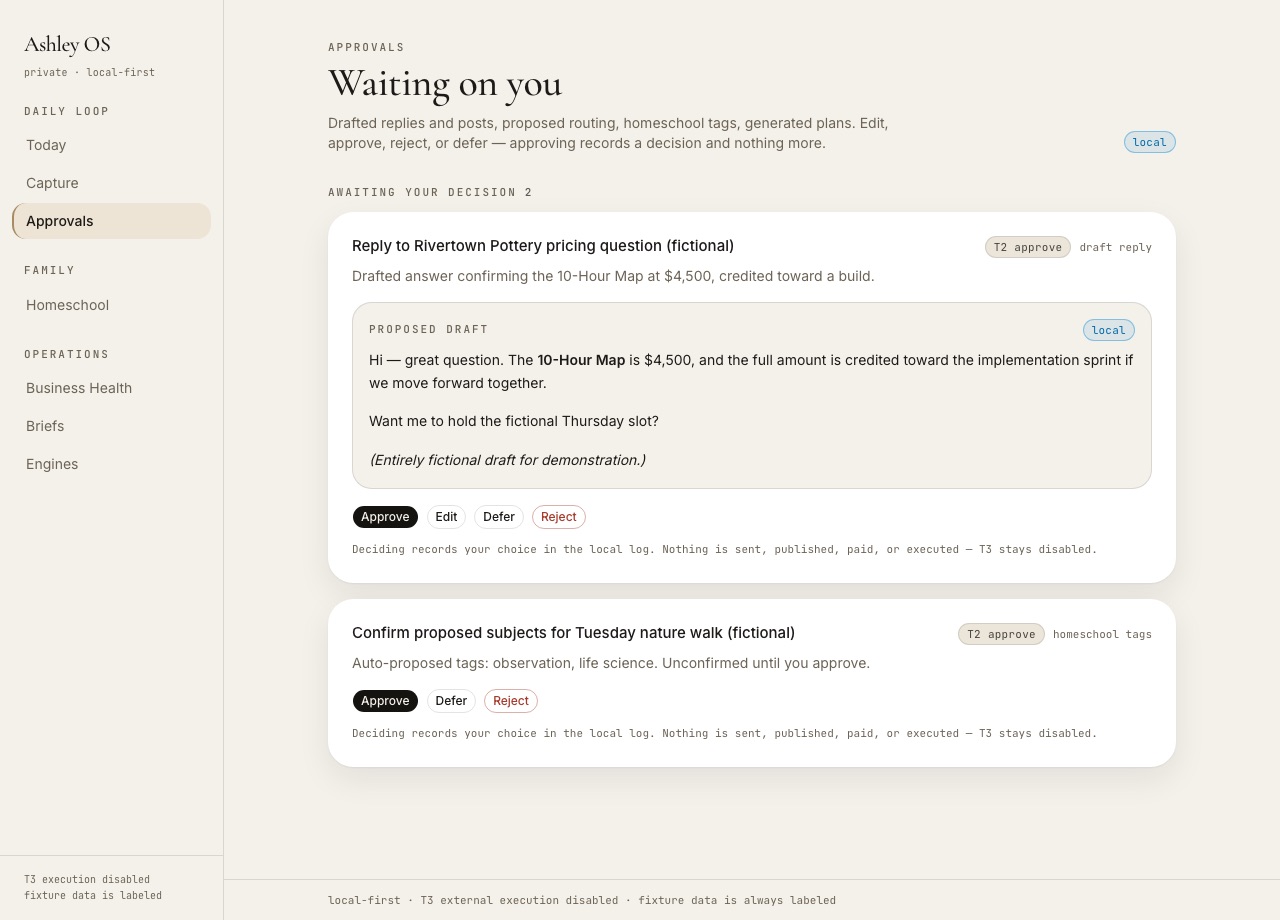 Ashley OS
private · local-first
DAILY LOOP
Today
Capture
Approvals
FAMILY
Homeschool
OPERATIONS
Business Health
Briefs
Engines
T3 execution disabled
fixture data is labeled
APPROVALS
Waiting on you
Drafted replies and posts, proposed routing, homeschool tags, generated plans. Edit,
approve, reject, or defer — approving records a decision and nothing more.
local
AWAITING YOUR DECISION 2
Reply to Rivertown Pottery pricing question (fictional)
T2 approve draft reply
Drafted answer confirming the 10-Hour Map at $4,500, credited toward a build.
PROPOSED DRAFT
local
Hi — great question. The 10-Hour Map is $4,500, and the full amount is credited toward the implementation sprint if
we move forward together.
Want me to hold the fictional Thursday slot?
(Entirely fictional draft for demonstration.)
Approve Edit Defer Reject
Deciding records your choice in the local log. Nothing is sent, published, paid, or executed — T3 stays disabled.
Confirm proposed subjects for Tuesday nature walk (fictional)
T2 approve homeschool tags
Auto-proposed tags: observation, life science. Unconfirmed until you approve.
Approve Defer Reject
Deciding records your choice in the local log. Nothing is sent, published, paid, or executed — T3 stays disabled.
local-first · T3 external execution disabled · fixture data is always labeled